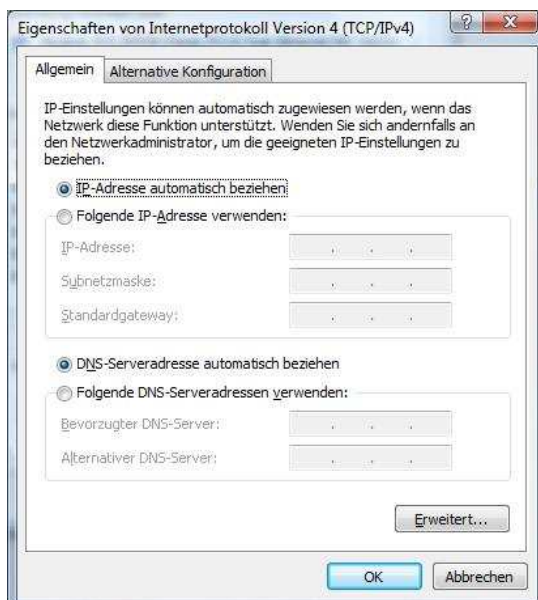 Eigenschaften von Internetprotokoll Version 4 (TCP/IPv4)
Allgemein
Alternative Konfiguration
IP-Einstellungen können automatisch zugewiesen werden, wenn das
Netzwerk diese Funktion unterstützt. Wenden Sie sich andernfalls an
den Netzwerkadministrator, um die geeigneten IP-Einstellungen zu
beziehen.
IP-Adresse automatisch beziehen
Folgende IP-Adresse verwenden:
IP-Adresse:
Subnetzmaske:
Standardgateway:
DNS-Serveradresse automatisch beziehen
Folgende DNS-Serveradressen verwenden:
Bevorzugter DNS-Server:
Alternativer DNS-Server:
Erweitert...
OK
Abbrechen